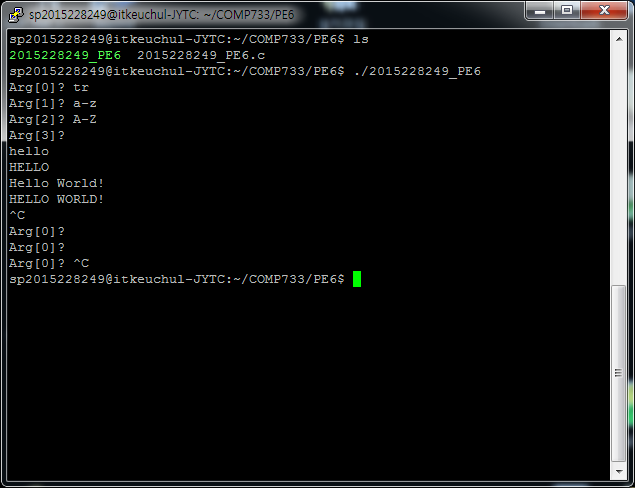 sp2015228249@itkeuchul-JYTC: ~/COMP733/PE6
sp2015228249@itkeuchul-JYTC:~/COMP733/PE6$ ls
2015228249_PE6  2015228249_PE6.c
sp2015228249@itkeuchul-JYTC:~/COMP733/PE6$ ./2015228249_PE6
Arg[0]? tr
Arg[1]? a-z
Arg[2]? A-Z
Arg[3]?
hello
HELLO
Hello World!
HELLO WORLD!
^C
Arg[0]?
Arg[0]?
Arg[0]? ^C
sp2015228249@itkeuchul-JYTC:~/COMP733/PE6$